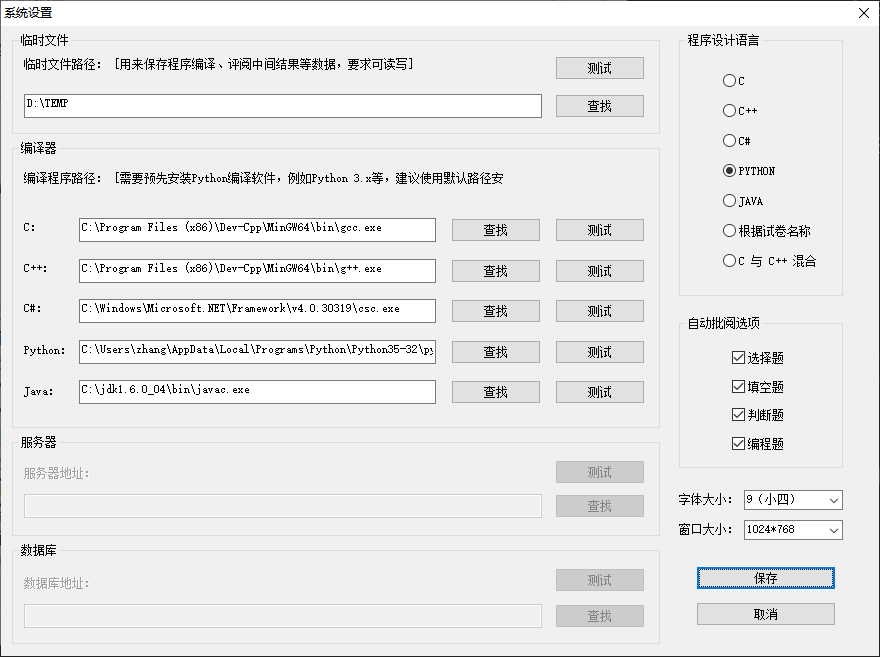 系统设置
临时文件
临时文件路径: [用来保存程序编译、评阅中间结果等数据，要求可读写]
测试
D:\TEMP
查找
编译器
编译程序路径: [需要预先安装Python编译软件，例如Python 3.x等，建议使用默认路径安
C: C:\Program Files (x86)\Dev-Cpp\MinGW64\bin\gcc.exe 查找 测试
C++: C:\Program Files (x86)\Dev-Cpp\MinGW64\bin\g++.exe 查找 测试
C#: C:\Windows\Microsoft.NET\Framework\v4.0.30319\csc.exe 查找 测试
Python: C:\Users\zhang\AppData\Local\Programs\Python\Python35-32\py 查找 测试
Java: C:\jdk1.6.0_04\bin\javac.exe 查找 测试
服务器
服务器地址: 测试
查找
数据库
数据库地址: 测试
查找
程序设计语言
C
C++
C#
PYTHON
JAVA
根据试卷名称
C 与 C++ 混合
自动批阅选项
选择题
填空题
判断题
编程题
字体大小: 9（小四）
窗口大小: 1024*768
保存
取消